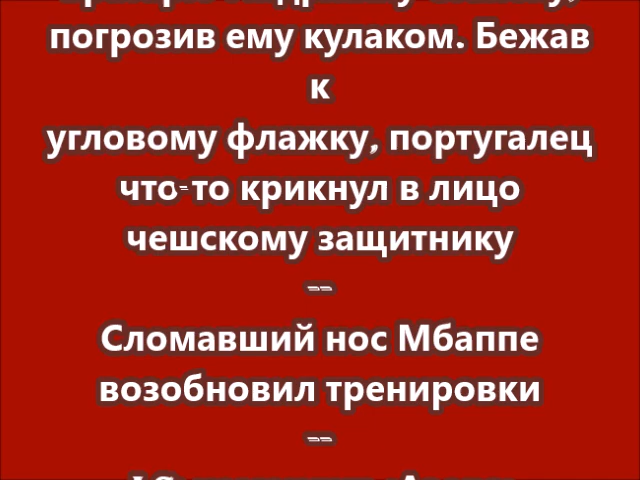 погрозив ему кулаком. Бежав
к
угловому флажку, португалец
что-то крикнул в лицо
чешскому защитнику
--
Сломавший нос Мбаппе
возобновил тренировки
--